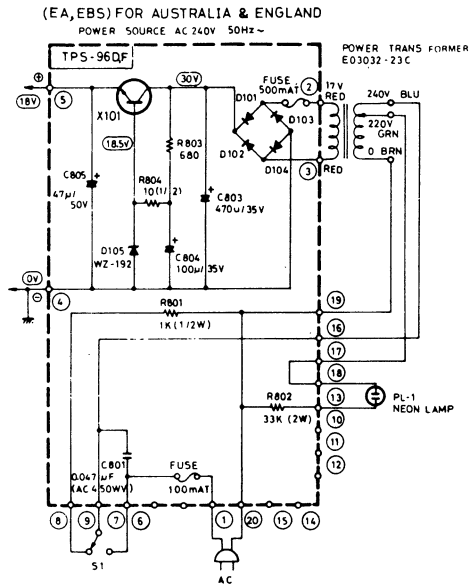 (EA, EBS) FOR AUSTRALIA & ENGLAND
POWER SOURCE AC 240V 50Hz~
TPS-96D,F
POWER TRANSFORMER
E03032-23C
FUSE
500mAT
2
17V
RED
240V BLU
220V
GRN
0 BRN
3
RED
+
18V
5
X101
30V
D101
D103
D102
D104
18.5V
R803
680
C805
47μ/
50V
R804
10(1/2)
+
C803
470μ/35V
D105
WZ-192
+
C804
100μ/35V
0V
−
4
R801
1K (1/2W)
19
16
17
18
R802
33K (2W)
13
10
PL-1
NEON LAMP
11
12
C801
0.047 μF
(AC 450WV)
FUSE
100mAT
8
9
7
6
1
20
15
14
S1
AC